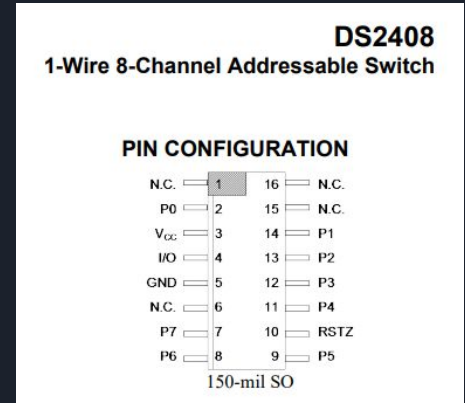 DS2408
1-Wire 8-Channel Addressable Switch
PIN CONFIGURATION
N.C. 1 16 N.C.
P0 2 15 N.C.
VCC 3 14 P1
I/O 4 13 P2
GND 5 12 P3
N.C. 6 11 P4
P7 7 10 RSTZ
P6 8 9 P5
150-mil SO